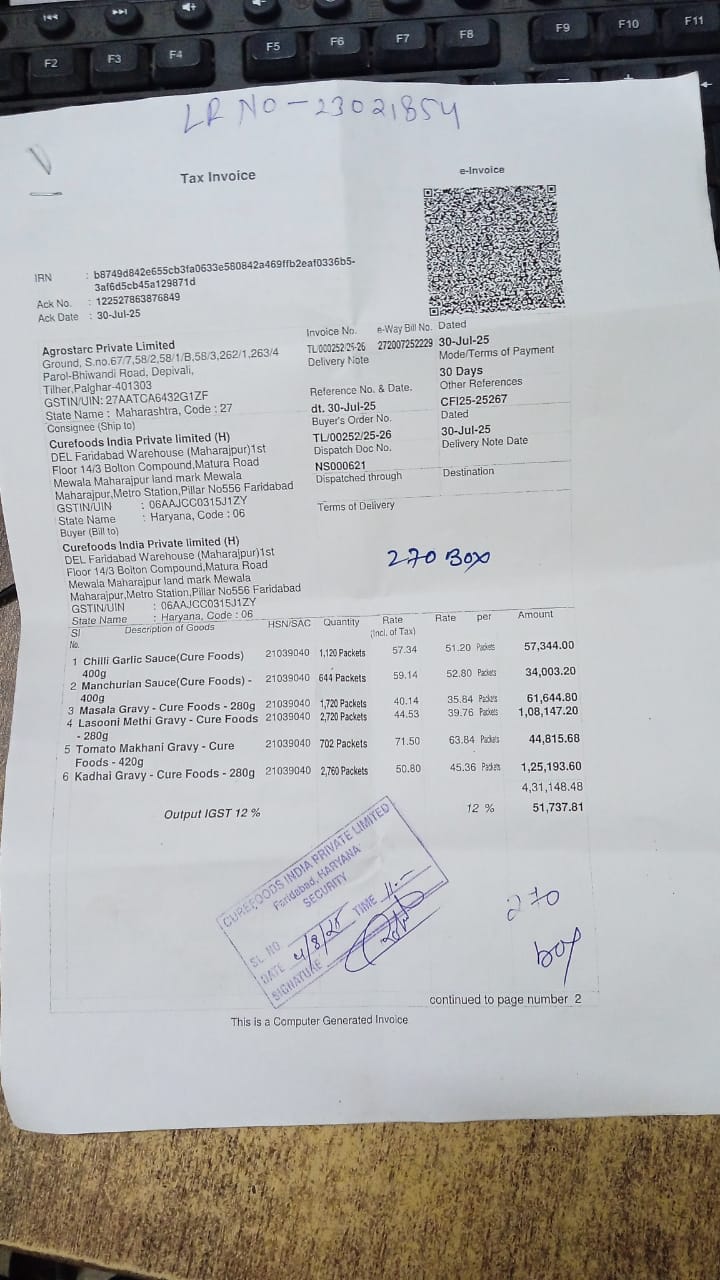 LR NO - 23021854
Tax Invoice
e-Invoice
IRN : b8749d842e655cb3fa0633e580842a469ffb2eaf0336b5-
3af6d5cb45a129871d
Ack No. : 122527863876849
Ack Date : 30-Jul-25
Agrostarc Private Limited
Ground, S.no.67/7,58/2,58/1/B,58/3,262/1,263/4
Parol-Bhiwandi Road, Depivali,
Tilher,Palghar-401303
GSTIN/UIN: 27AATCA6432G1ZF
State Name : Maharashtra, Code : 27
Invoice No. e-Way Bill No. Dated
TL/000252/25-26 272007252229 30-Jul-25
Delivery Note Mode/Terms of Payment
30 Days
Reference No. & Date. Other References
dt. 30-Jul-25 CFI25-25267
Buyer's Order No. Dated
TL/00252/25-26 30-Jul-25
Dispatch Doc No. Delivery Note Date
NS000621
Dispatched through Destination
Terms of Delivery
Consignee (Ship to)
Curefoods India Private limited (H)
DEL Faridabad Warehouse (Maharajpur)1st
Floor 14/3 Bolton Compound,Matura Road
Mewala Maharajpur land mark Mewala
Maharajpur,Metro Station,Pillar No556 Faridabad
GSTIN/UIN : 06AAJCC0315J1ZY
State Name : Haryana, Code : 06
Buyer (Bill to)
Curefoods India Private limited (H)
DEL Faridabad Warehouse (Maharajpur)1st
Floor 14/3 Bolton Compound,Matura Road
Mewala Maharajpur land mark Mewala
Maharajpur,Metro Station,Pillar No556 Faridabad
GSTIN/UIN : 06AAJCC0315J1ZY
State Name : Haryana, Code : 06
270 Box
Sl No. Description of Goods HSN/SAC Quantity Rate (Incl. of Tax) Rate per Amount
1 Chilli Garlic Sauce(Cure Foods) 21039040 1,120 Packets 57.34 51.20 Packets 57,344.00
400g
2 Manchurian Sauce(Cure Foods) - 21039040 644 Packets 59.14 52.80 Packets 34,003.20
400g
3 Masala Gravy - Cure Foods - 280g 21039040 1,720 Packets 40.14 35.84 Packets 61,644.80
4 Lasooni Methi Gravy - Cure Foods 21039040 2,720 Packets 44.53 39.76 Packets 1,08,147.20
- 280g
5 Tomato Makhani Gravy - Cure 21039040 702 Packets 71.50 63.84 Packets 44,815.68
Foods - 420g
6 Kadhai Gravy - Cure Foods - 280g 21039040 2,760 Packets 50.80 45.36 Packets 1,25,193.60
4,31,148.48
Output IGST 12 % 12 % 51,737.81
CUREFOODS INDIA PRIVATE LIMITED
Faridabad, HARYANA
SECURITY
SL. NO.
DATE 4/8/25 TIME 11.-
SIGNATURE
270
box
continued to page number 2
This is a Computer Generated Invoice
F2
F3
F4
F5
F6
F7
F8
F9
F10
F11